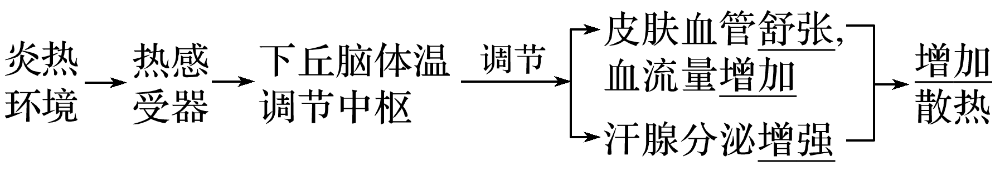 炎热
环境
热感
受器
下丘脑体温
调节中枢
调节
皮肤血管舒张,
血流量增加
汗腺分泌增强
增加
散热